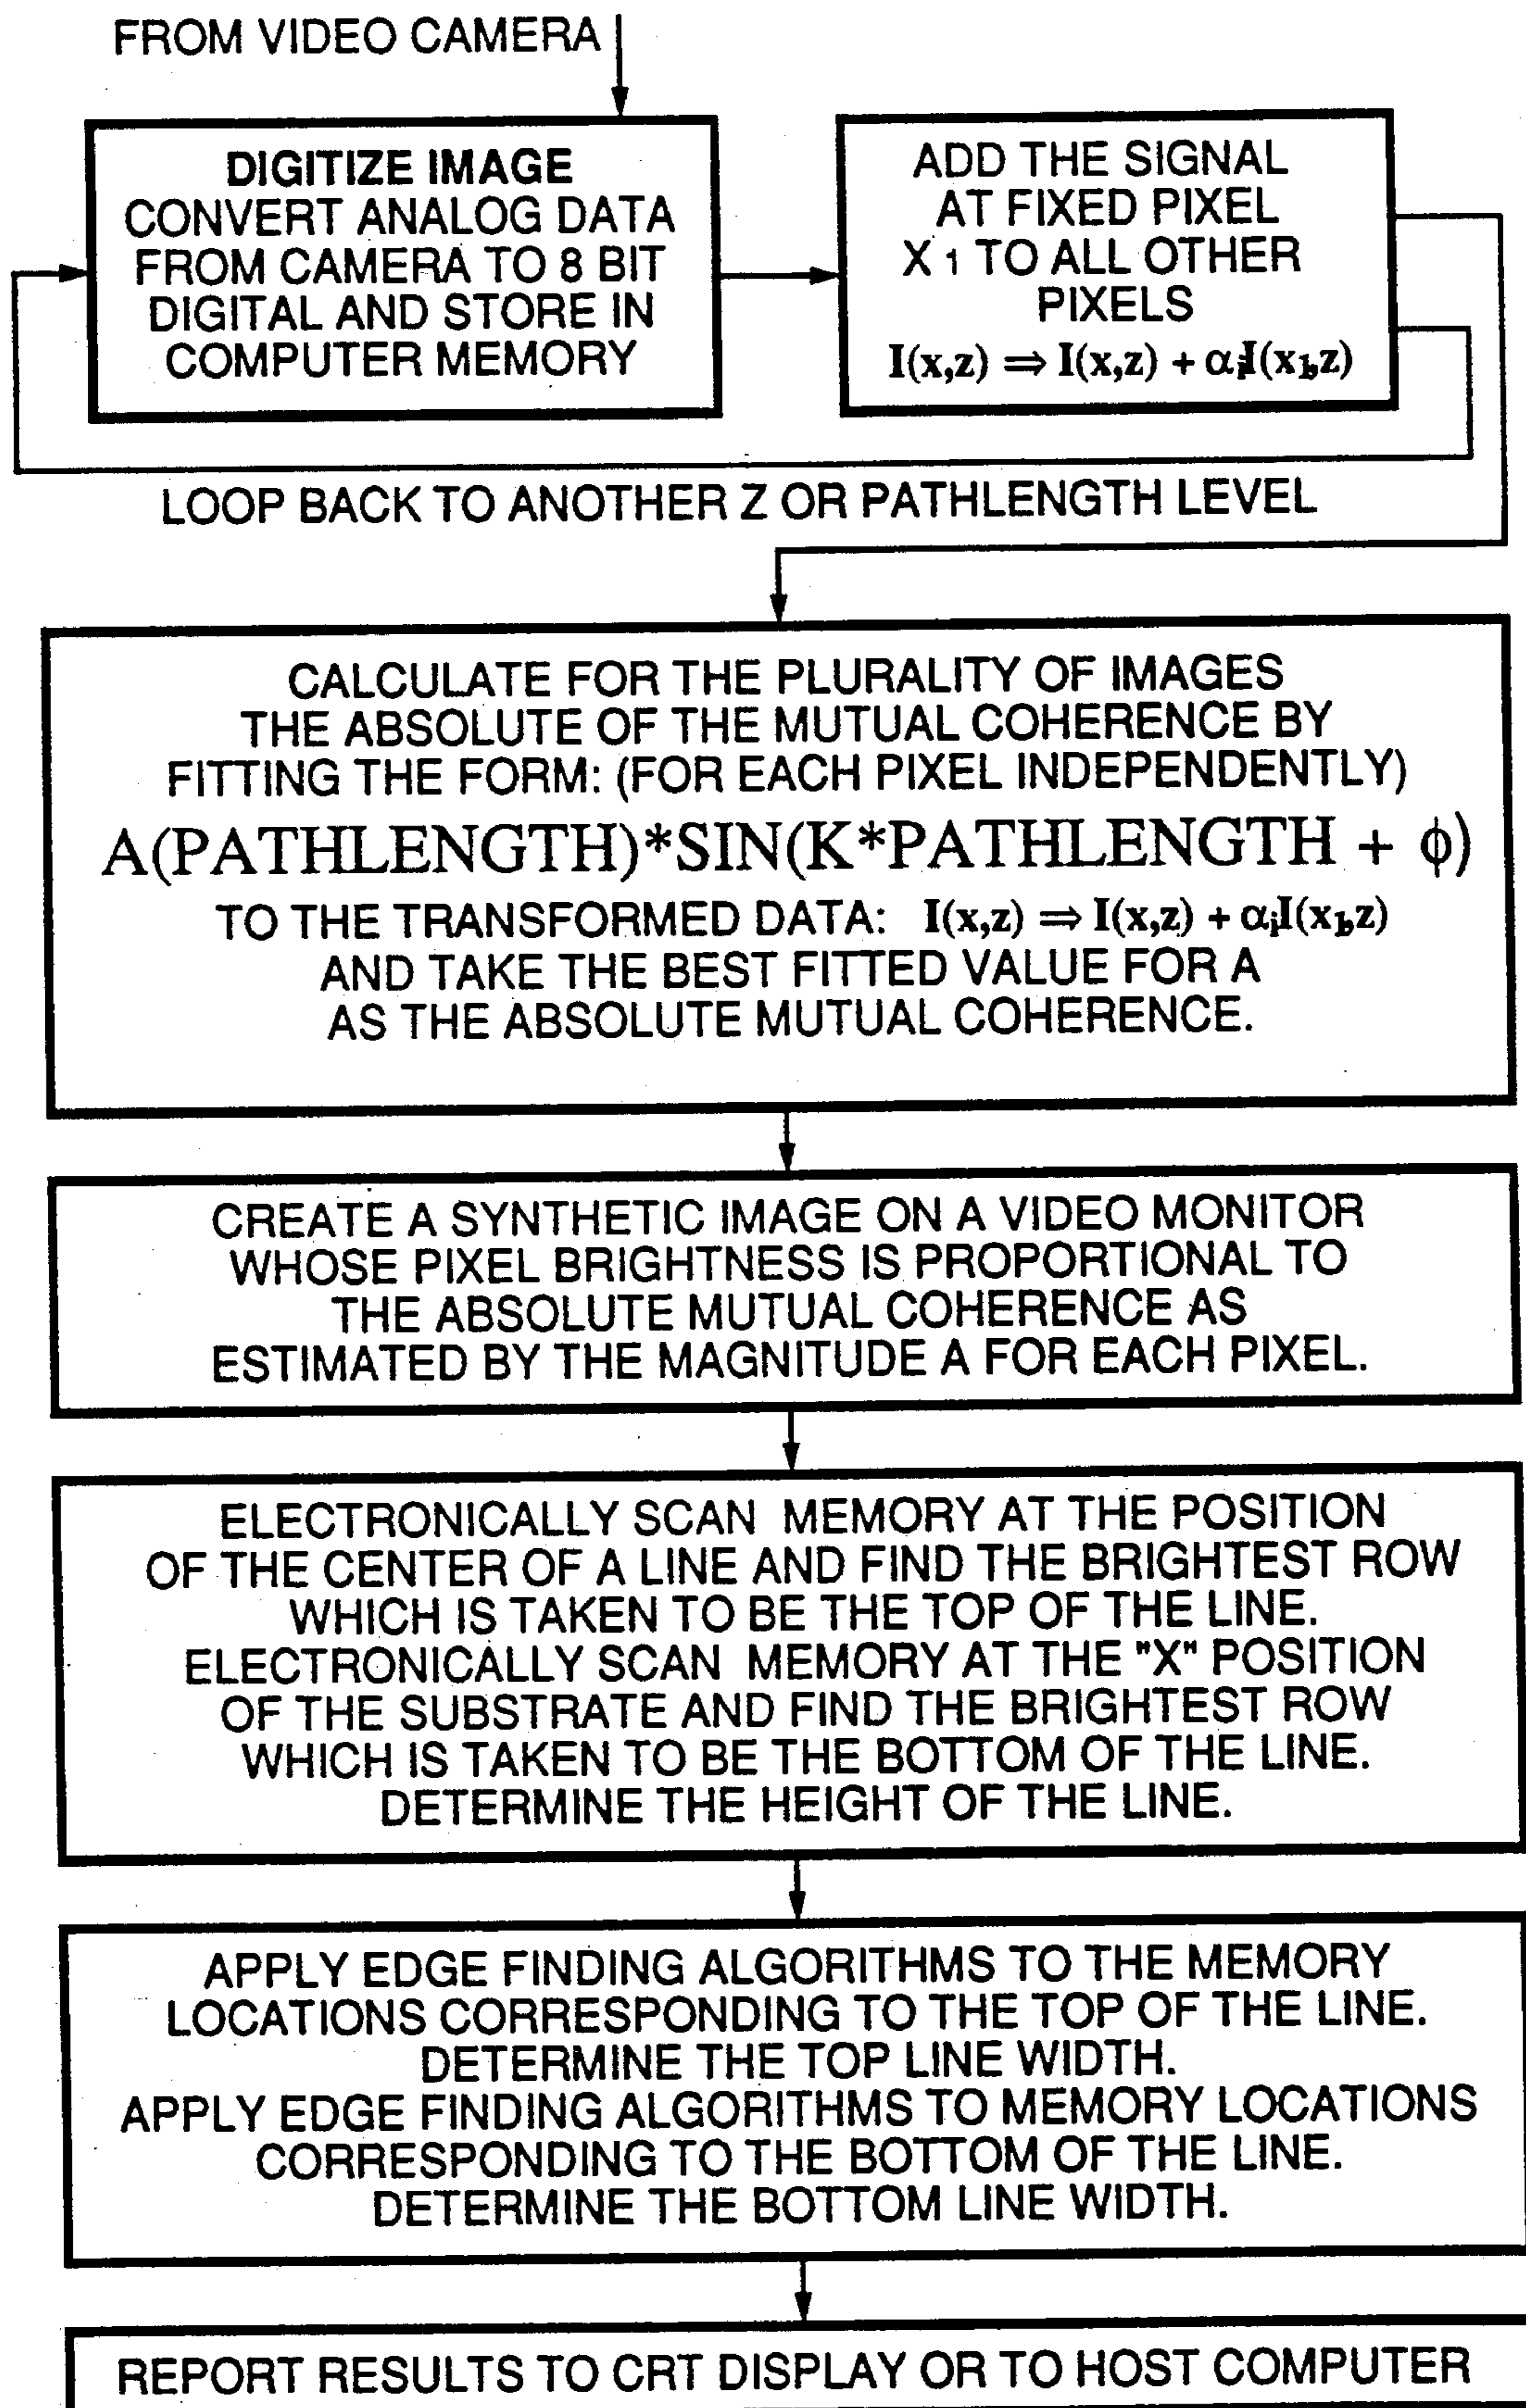 FROM VIDEO CAMERA
DIGITIZE IMAGE
CONVERT ANALOG DATA
FROM CAMERA TO 8 BIT
DIGITAL AND STORE IN
COMPUTER MEMORY
ADD THE SIGNAL
AT FIXED PIXEL
X 1 TO ALL OTHER
PIXELS
I(x,z) ⇒ I(x,z) + αᵢI(x₁,z)
LOOP BACK TO ANOTHER Z OR PATHLENGTH LEVEL
CALCULATE FOR THE PLURALITY OF IMAGES
THE ABSOLUTE OF THE MUTUAL COHERENCE BY
FITTING THE FORM: (FOR EACH PIXEL INDEPENDENTLY)
A(PATHLENGTH)*SIN(K*PATHLENGTH + ϕ)
TO THE TRANSFORMED DATA: I(x,z) ⇒ I(x,z) + αᵢI(x₁,z)
AND TAKE THE BEST FITTED VALUE FOR A
AS THE ABSOLUTE MUTUAL COHERENCE.
CREATE A SYNTHETIC IMAGE ON A VIDEO MONITOR
WHOSE PIXEL BRIGHTNESS IS PROPORTIONAL TO
THE ABSOLUTE MUTUAL COHERENCE AS
ESTIMATED BY THE MAGNITUDE A FOR EACH PIXEL.
ELECTRONICALLY SCAN MEMORY AT THE POSITION
OF THE CENTER OF A LINE AND FIND THE BRIGHTEST ROW
WHICH IS TAKEN TO BE THE TOP OF THE LINE.
ELECTRONICALLY SCAN MEMORY AT THE "X" POSITION
OF THE SUBSTRATE AND FIND THE BRIGHTEST ROW
WHICH IS TAKEN TO BE THE BOTTOM OF THE LINE.
DETERMINE THE HEIGHT OF THE LINE.
APPLY EDGE FINDING ALGORITHMS TO THE MEMORY
LOCATIONS CORRESPONDING TO THE TOP OF THE LINE.
DETERMINE THE TOP LINE WIDTH.
APPLY EDGE FINDING ALGORITHMS TO MEMORY LOCATIONS
CORRESPONDING TO THE BOTTOM OF THE LINE.
DETERMINE THE BOTTOM LINE WIDTH.
REPORT RESULTS TO CRT DISPLAY OR TO HOST COMPUTER